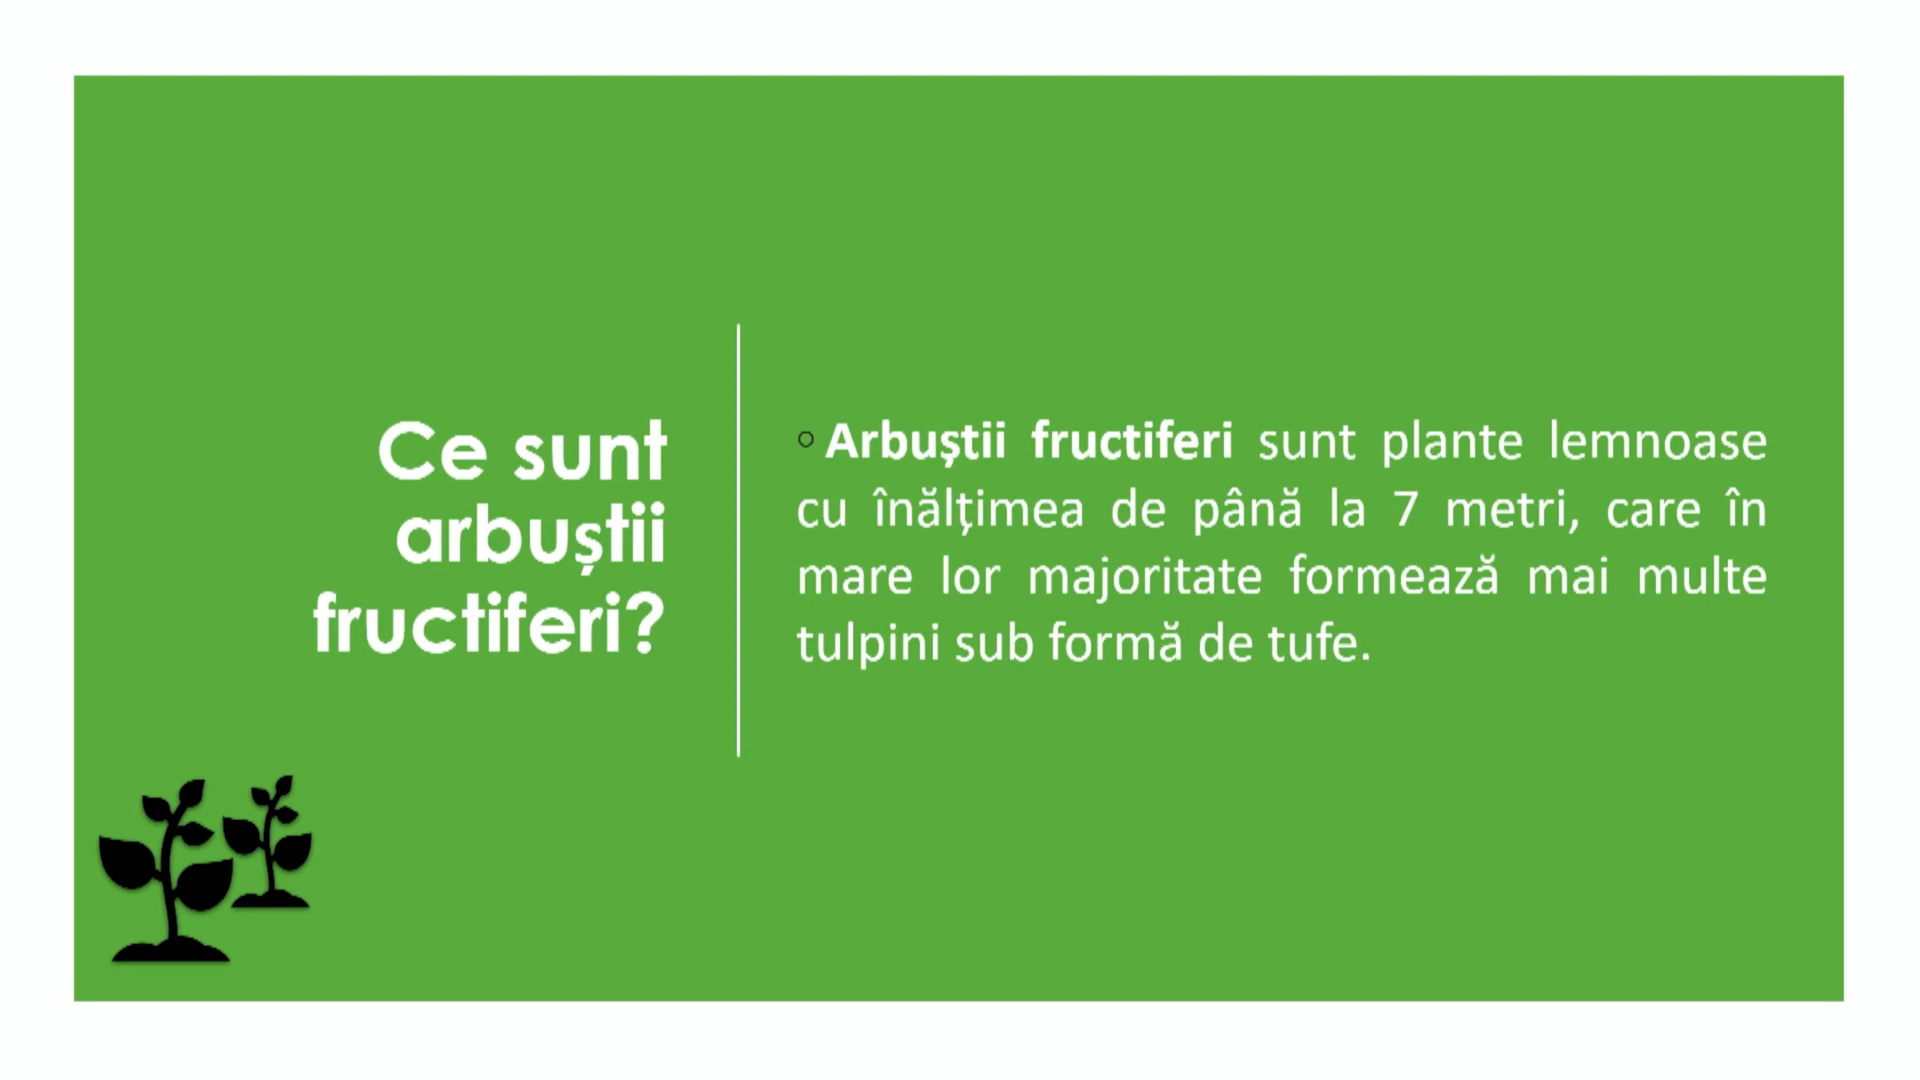 Ce sunt
arbuștii
fructiferi?
Arbuștii fructiferi sunt plante lemnoase
cu înălțimea de până la 7 metri, care în
mare lor majoritate formează mai multe
tulpini sub formă de tufe.